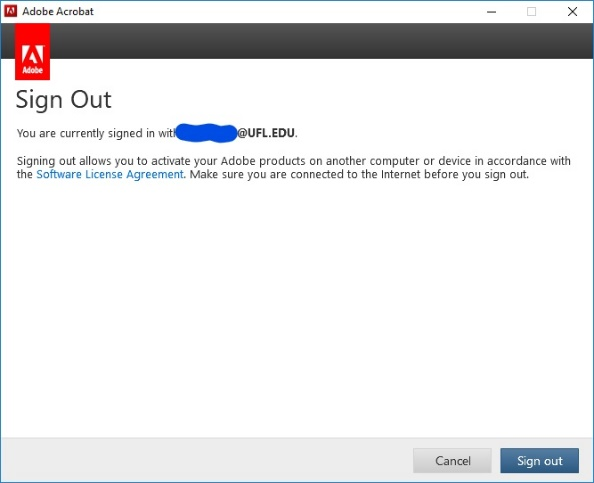 Adobe Acrobat
Adobe
Sign Out
You are currently signed in with @UFL.EDU.
Signing out allows you to activate your Adobe products on another computer or device in accordance with
the Software License Agreement. Make sure you are connected to the Internet before you sign out.
Cancel Sign out